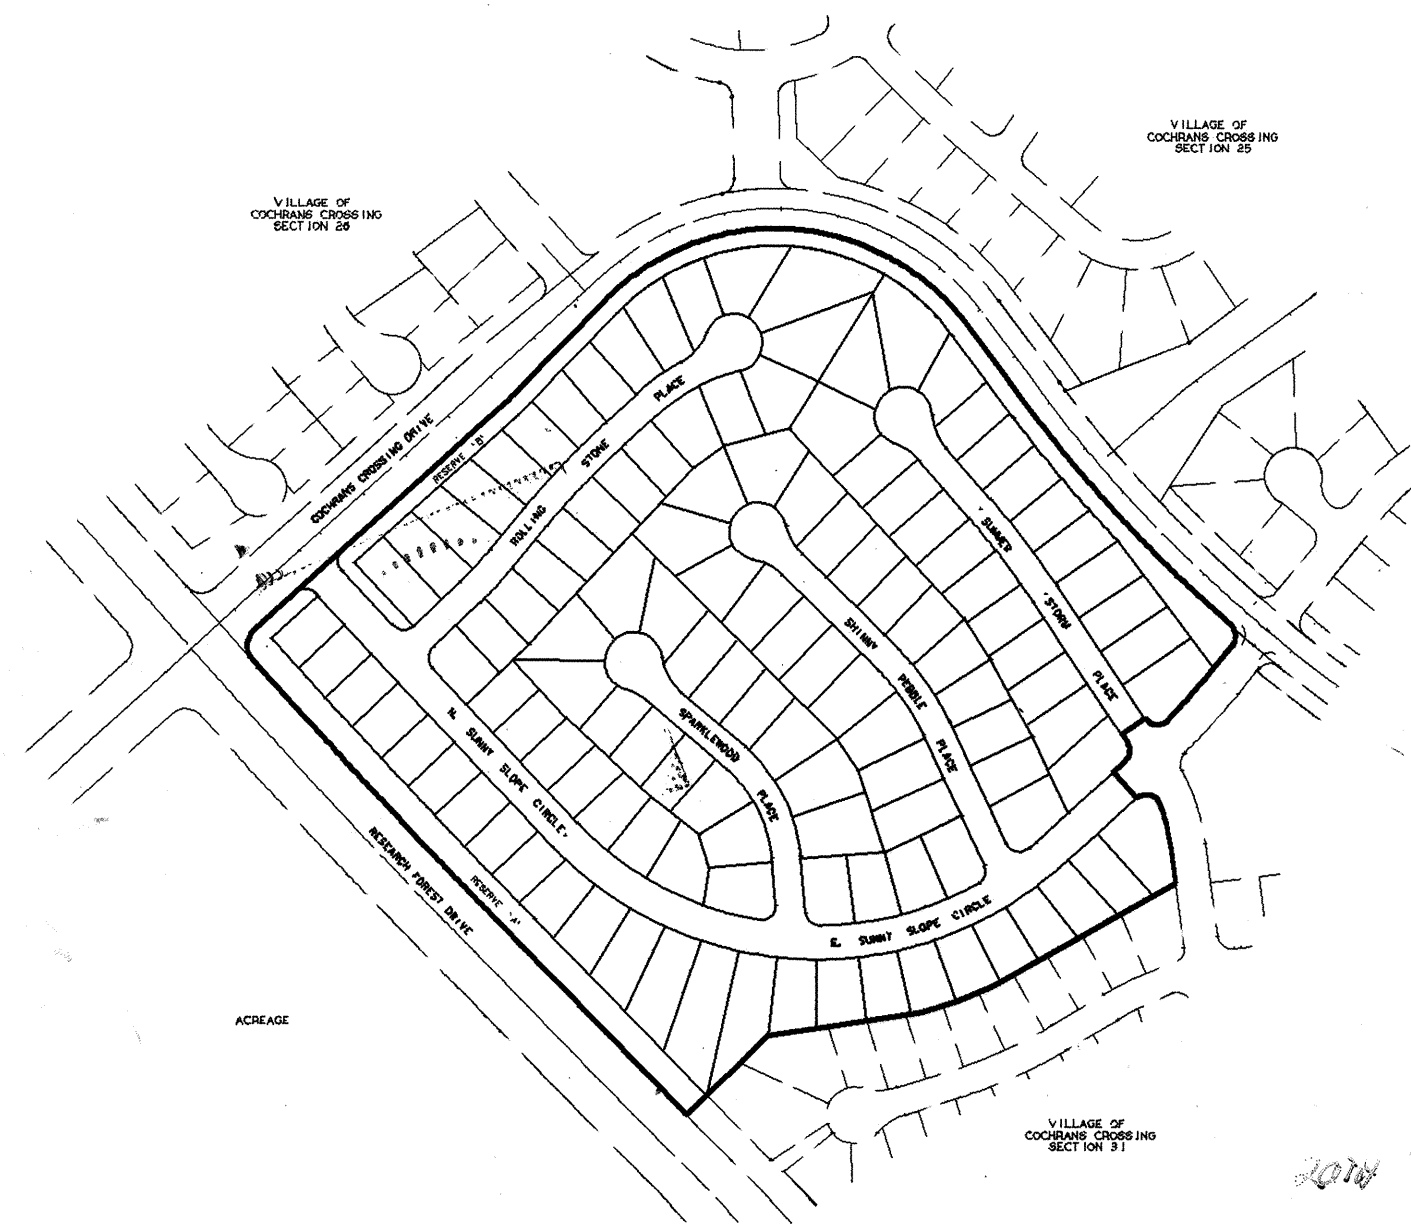 VILLAGE OF
COCHRANS CROSSING
SECTION 25
VILLAGE OF
COCHRANS CROSSING
SECTION 26
COCHRANS CROSSING DRIVE
RESERVE 'B'
ROLLING STONE PLACE
SUMMER STORM PLACE
SHINNY PEBBLE PLACE
SPARKLEWOOD PLACE
N. SUNNY SLOPE CIRCLE
E. SUNNY SLOPE CIRCLE
RESEARCH FOREST DRIVE
RESERVE 'A'
ACREAGE
VILLAGE OF
COCHRANS CROSSING
SECTION 31